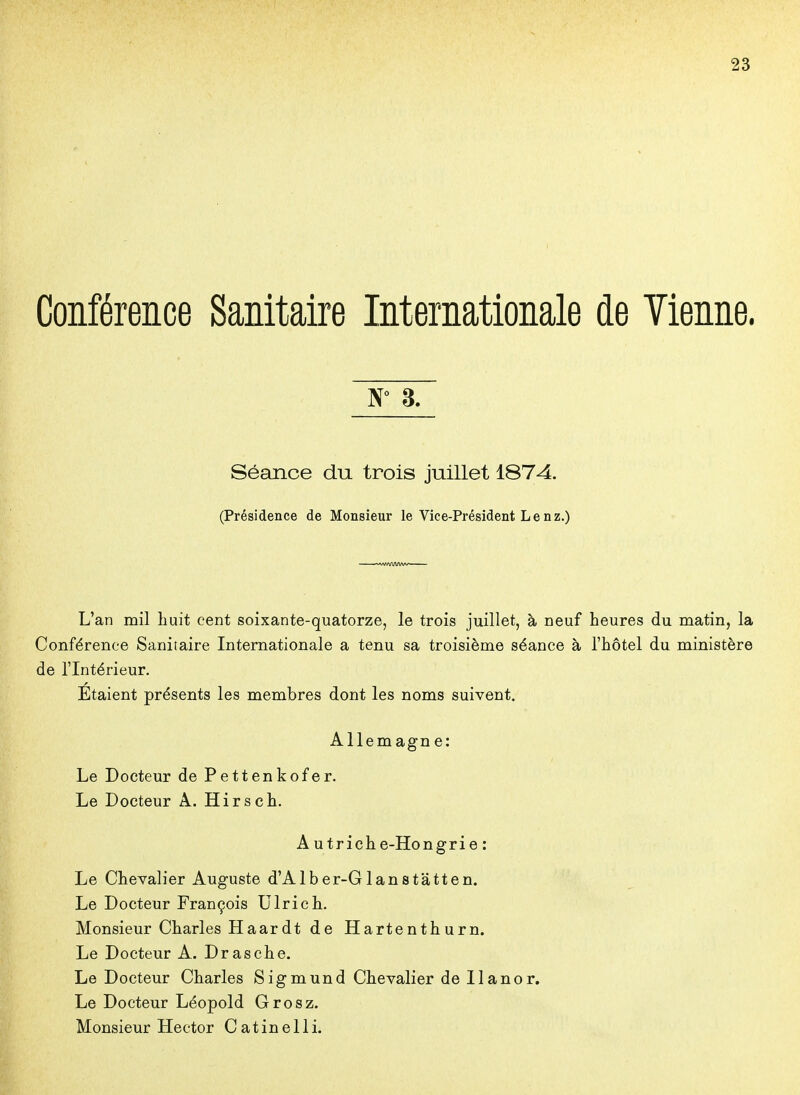 23
Conférence Sanitaire Internationale de Vienne.
N° 3.
Séance du trois juillet 1874.
(Présidence de Monsieur le Vice-Président Lenz.)
L'an mil huit cent soixante-quatorze, le trois juillet, à neuf heures du matin, la
Conférence Sanitaire Internationale a tenu sa troisième séance à l'hôtel du ministère
de l'Intérieur.
Étaient présents les membres dont les noms suivent.
Allemagne:
Le Docteur de Pettenkofer.
Le Docteur A. Hirsch.
Autriche-Hongrie:
Le Chevalier Auguste d'Alber-Glanstätten.
Le Docteur François Ulrich.
Monsieur Charles Haardt de Hartenthurn.
Le Docteur A. Drasche.
Le Docteur Charles Sigmund Chevalier de Ilanor.
Le Docteur Léopold Grosz.
Monsieur Hector Catinelli.